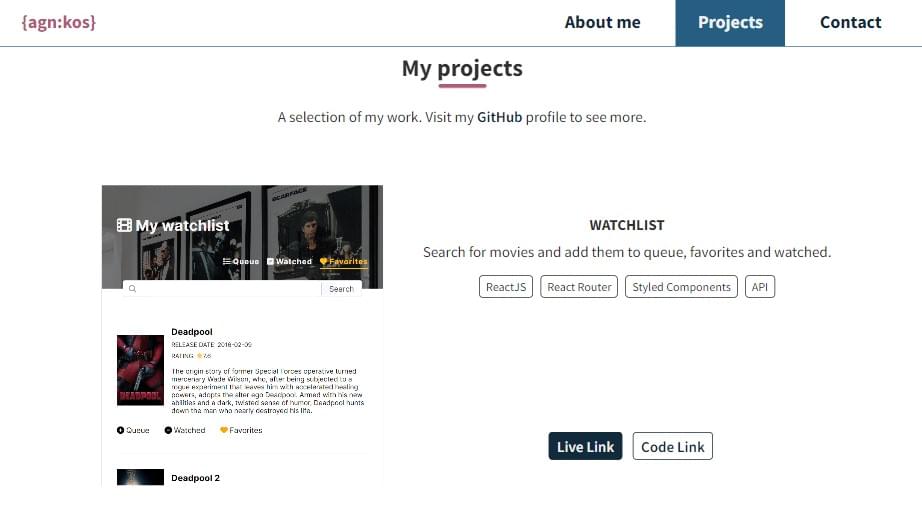 {agn:kos}
About me
Projects
Contact
My projects
A selection of my work. Visit my GitHub profile to see more.
SCARFACE
My watchlist
Queue
Watched
Favorites
Search
Deadpool
RELEASE DATE: 2016-02-09
RATING: 7.6
The origin story of former Special Forces operative turned
mercenary Wade Wilson, who, after being subjected to a
rogue experiment that leaves him with accelerated healing
powers, adopts the alter ego Deadpool. Armed with his new
abilities and a dark, twisted sense of humor, Deadpool hunts
down the man who nearly destroyed his life.
DEADPOOL
Queue
Watched
Favorites
Deadpool 2
WATCHLIST
Search for movies and add them to queue, favorites and watched.
ReactJS
React Router
Styled Components
API
Live Link
Code Link